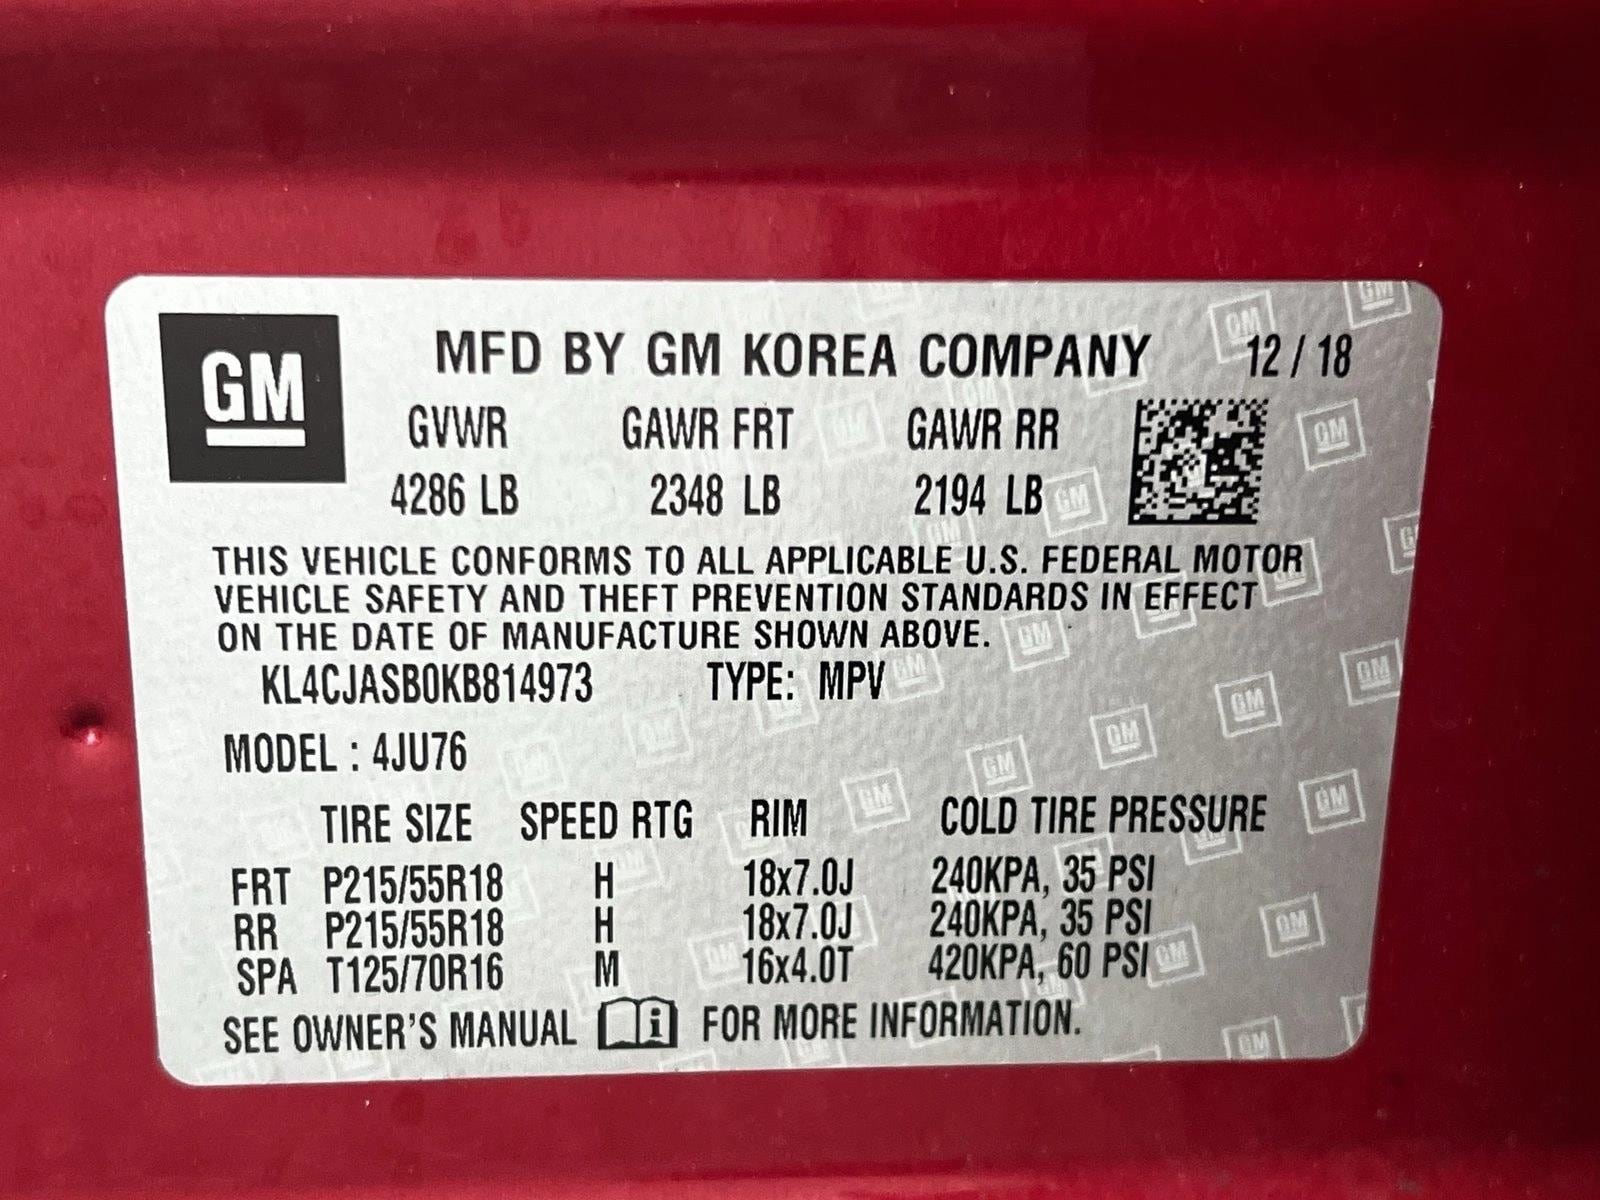 GM
MFD BY GM KOREA COMPANY 12 / 18
GVWR GAWR FRT GAWR RR
4286 LB 2348 LB 2194 LB
THIS VEHICLE CONFORMS TO ALL APPLICABLE U.S. FEDERAL MOTOR
VEHICLE SAFETY AND THEFT PREVENTION STANDARDS IN EFFECT
ON THE DATE OF MANUFACTURE SHOWN ABOVE.
KL4CJASB0KB814973 TYPE: MPV
MODEL : 4JU76
TIRE SIZE SPEED RTG RIM COLD TIRE PRESSURE
FRT P215/55R18 H 18x7.0J 240KPA, 35 PSI
RR P215/55R18 H 18x7.0J 240KPA, 35 PSI
SPA T125/70R16 M 16x4.0T 420KPA, 60 PSI
SEE OWNER'S MANUAL i FOR MORE INFORMATION.